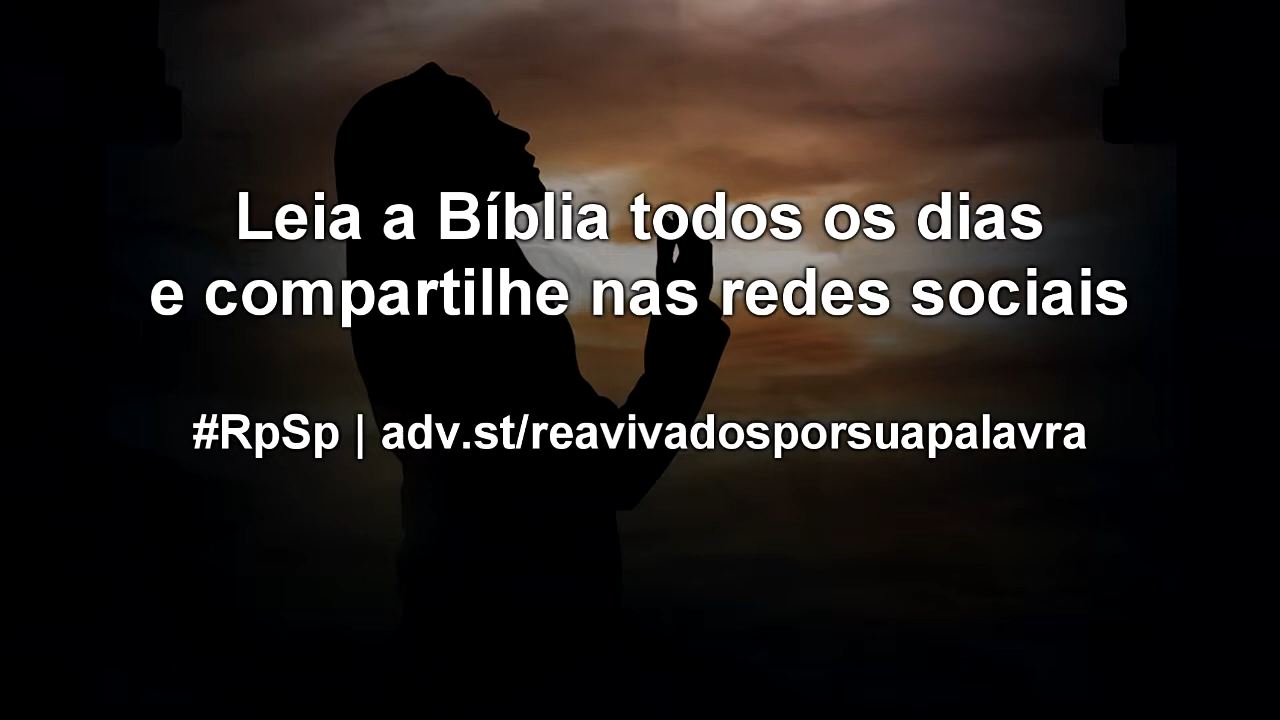 Leia a Bíblia todos os dias
e compartilhe nas redes sociais
#RpSp | adv.st/reavivadosporsuapalavra